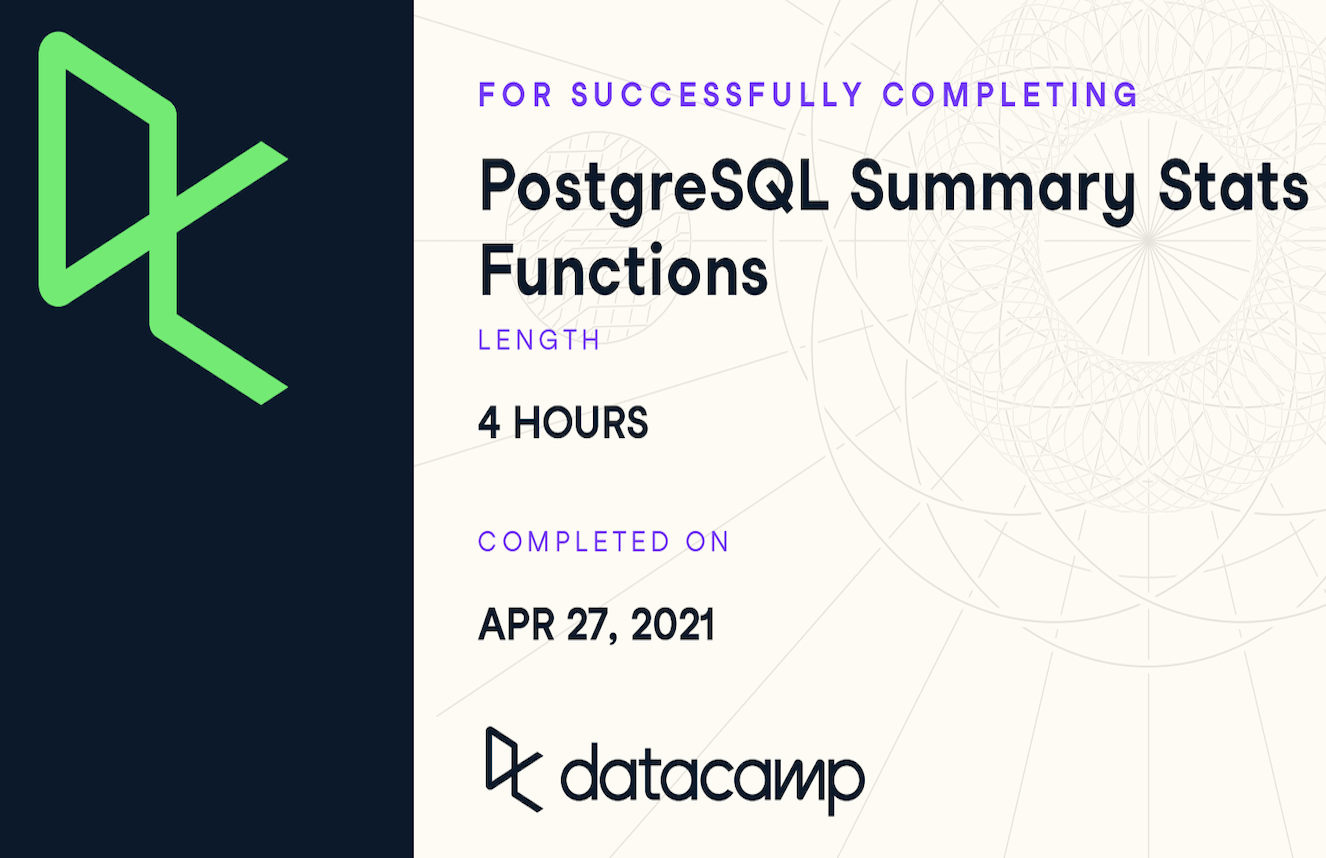 FOR SUCCESSFULLY COMPLETING
PostgreSQL Summary Stats
Functions
LENGTH
4 HOURS
COMPLETED ON
APR 27, 2021
datacamp